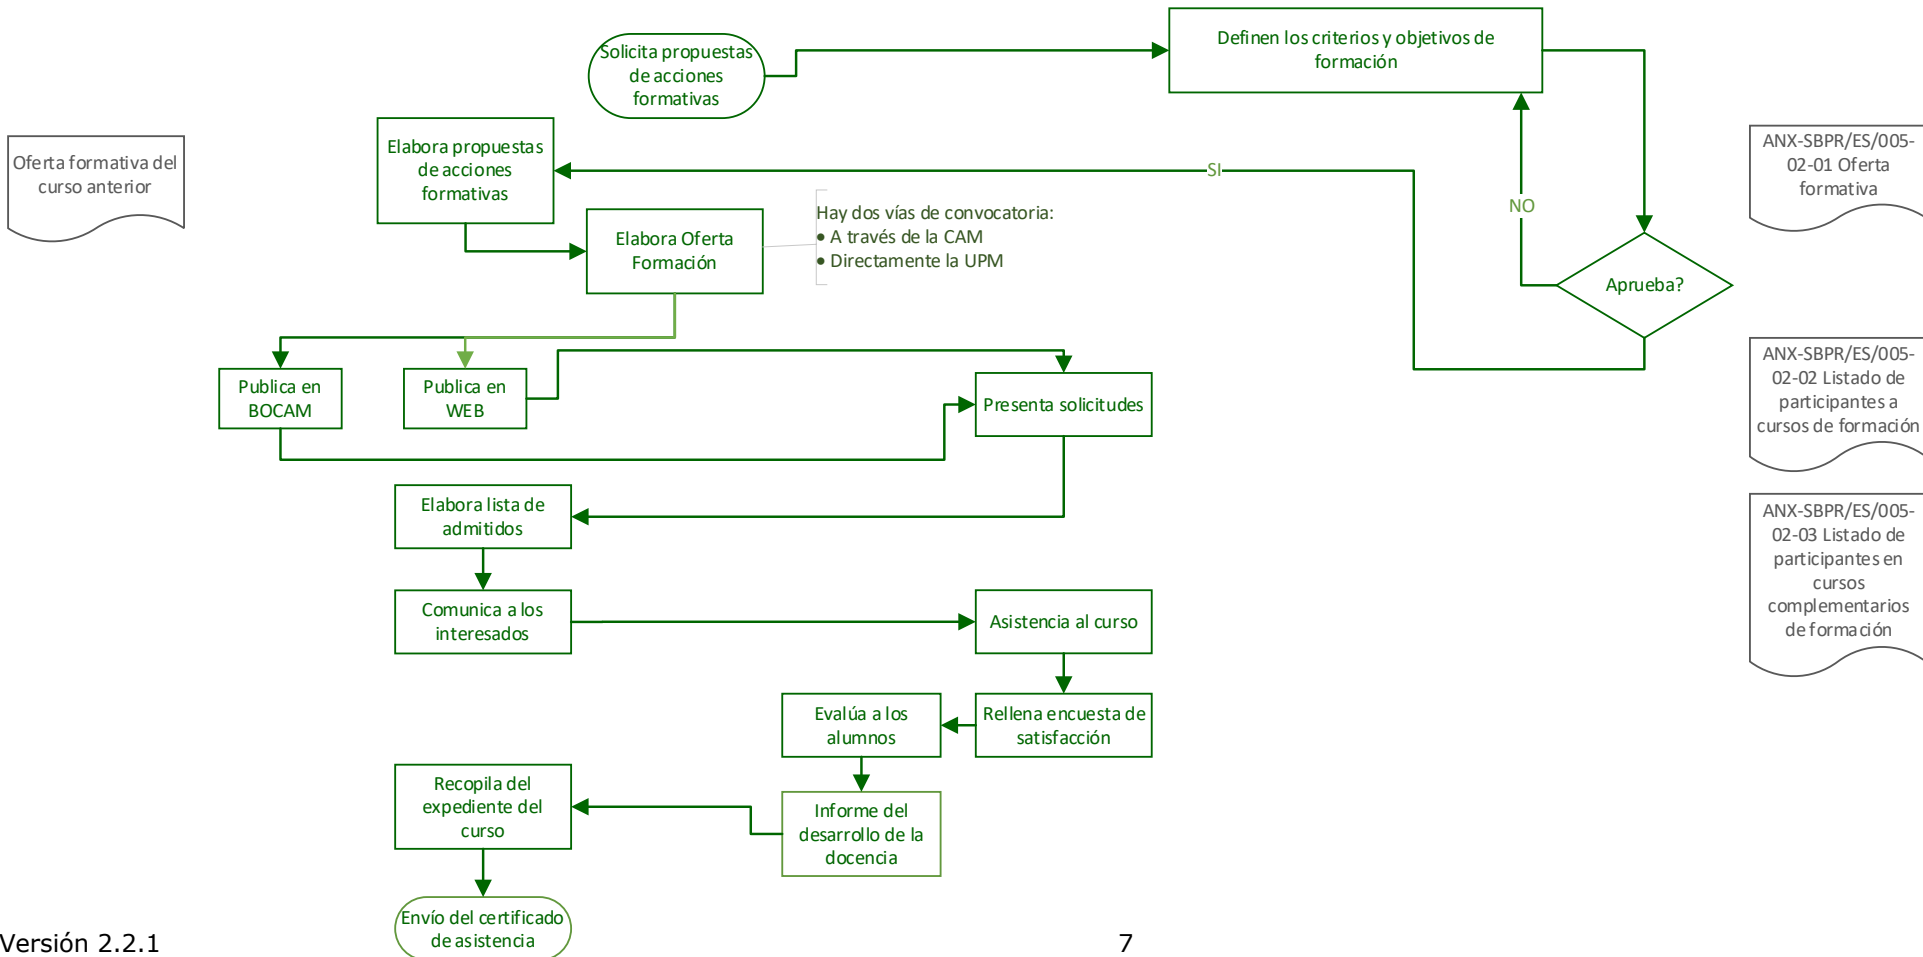 Solicita propuestas
de acciones
formativas
Definen los criterios y objetivos de
formación
Oferta formativa del
curso anterior
Elabora propuestas
de acciones
formativas
SI
NO
ANX-SBPR/ES/005-
02-01 Oferta
formativa
Elabora Oferta
Formación
Hay dos vías de convocatoria:
• A través de la CAM
• Directamente la UPM
Aprueba?
Publica en
BOCAM
Publica en
WEB
Presenta solicitudes
ANX-SBPR/ES/005-
02-02 Listado de
participantes a
cursos de formación
Elabora lista de
admitidos
ANX-SBPR/ES/005-
02-03 Listado de
participantes en
cursos
complementarios
de formación
Comunica a los
interesados
Asistencia al curso
Rellena encuesta de
satisfacción
Evalúa a los
alumnos
Informe del
desarrollo de la
docencia
Recopila del
expediente del
curso
Envío del certificado
de asistencia
Versión 2.2.1
7